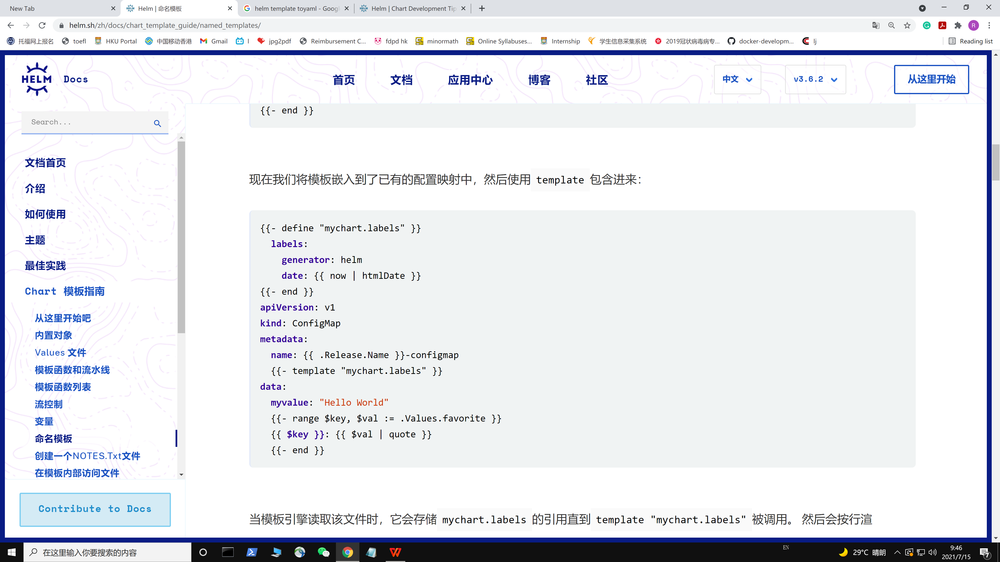 New Tab
Helm | 命名模板
helm template toyaml - Googl
Helm | Chart Development Tip
helm.sh/zh/docs/chart_template_guide/named_templates/
R
托福网上报名
toefl
HKU Portal
中国移动香港
Gmail
l
jpg2pdf
Reimbursement C...
fdpd hk
minormath
Online Syllabuses...
Internship
学生信息采集系统
2019冠状病毒病专...
docker-developm...
lj
Reading list
HELM Docs
首页
文档
应用中心
博客
社区
中文
v3.6.2
从这里开始
Search...
文档首页
介绍
如何使用
主题
最佳实践
Chart 模板指南
从这里开始吧
内置对象
Values 文件
模板函数和流水线
模板函数列表
流控制
变量
命名模板
创建一个NOTES.Txt文件
在模板内部访问文件
Contribute to Docs
{{- end }}
现在我们将模板嵌入到了已有的配置映射中，然后使用 template 包含进来：
{{- define "mychart.labels" }}
  labels:
    generator: helm
    date: {{ now | htmlDate }}
{{- end }}
apiVersion: v1
kind: ConfigMap
metadata:
  name: {{ .Release.Name }}-configmap
  {{- template "mychart.labels" }}
data:
  myvalue: "Hello World"
  {{- range $key, $val := .Values.favorite }}
  {{ $key }}: {{ $val | quote }}
  {{- end }}
当模板引擎读取该文件时，它会存储 mychart.labels 的引用直到 template "mychart.labels" 被调用。 然后会按行渲
在这里输入你要搜索的内容
EN
29°C 晴朗
9:46
2021/7/15
7